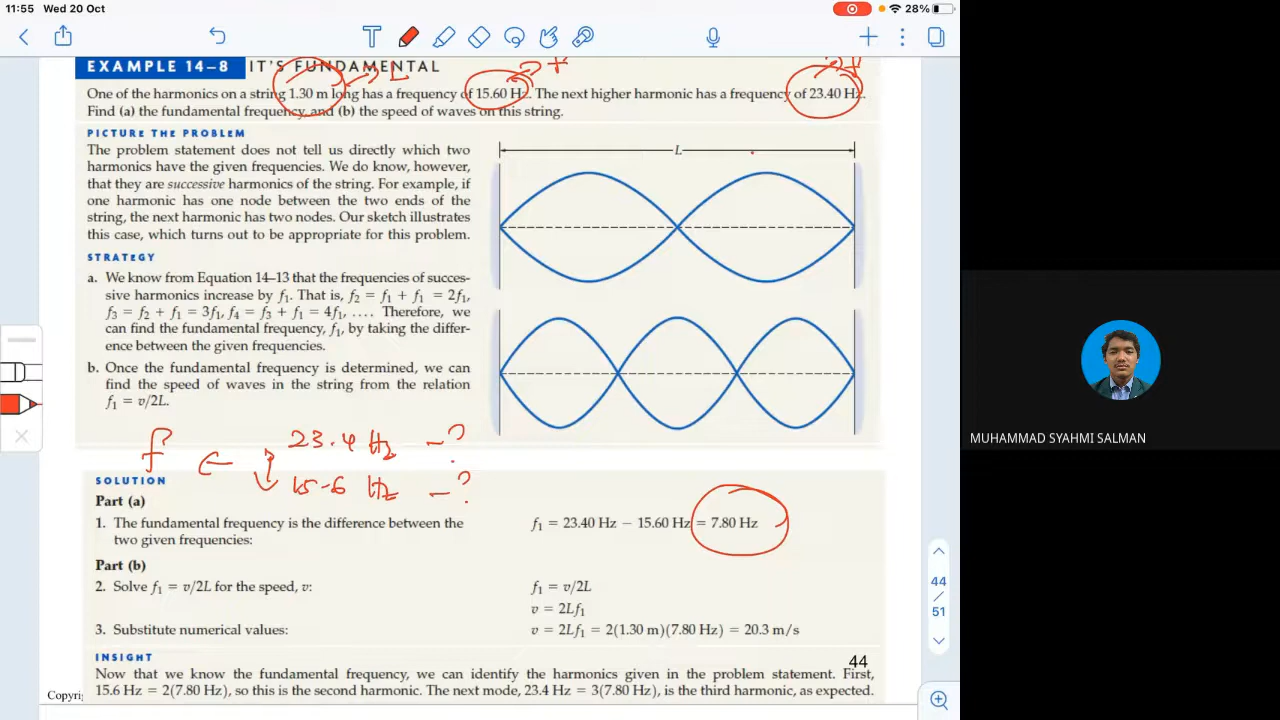 11:55 Wed 20 Oct
28%
EXAMPLE 14–8 IT'S FUNDAMENTAL
L
f
f
One of the harmonics on a string 1.30 m long has a frequency of 15.60 Hz. The next higher harmonic has a frequency of 23.40 Hz.
Find (a) the fundamental frequency and (b) the speed of waves on this string.
PICTURE THE PROBLEM
The problem statement does not tell us directly which two
harmonics have the given frequencies. We do know, however,
that they are successive harmonics of the string. For example, if
one harmonic has one node between the two ends of the
string, the next harmonic has two nodes. Our sketch illustrates
this case, which turns out to be appropriate for this problem.
L
STRATEGY
a. We know from Equation 14–13 that the frequencies of succes-
sive harmonics increase by f₁. That is, f₂ = f₁ + f₁ = 2f₁,
f₃ = f₂ + f₁ = 3f₁, f₄ = f₃ + f₁ = 4f₁, .... Therefore, we
can find the fundamental frequency, f₁, by taking the differ-
ence between the given frequencies.
b. Once the fundamental frequency is determined, we can
find the speed of waves in the string from the relation
f₁ = v/2L.
f ← 23.4 Hz – ?
15.6 Hz – ?
SOLUTION
Part (a)
1. The fundamental frequency is the difference between the
two given frequencies:
f₁ = 23.40 Hz − 15.60 Hz = 7.80 Hz
Part (b)
2. Solve f₁ = v/2L for the speed, v:
f₁ = v/2L
v = 2Lf₁
3. Substitute numerical values:
v = 2Lf₁ = 2(1.30 m)(7.80 Hz) = 20.3 m/s
INSIGHT
Now that we know the fundamental frequency, we can identify the harmonics given in the problem statement. First,
15.6 Hz = 2(7.80 Hz), so this is the second harmonic. The next mode, 23.4 Hz = 3(7.80 Hz), is the third harmonic, as expected.
44
Copyri
44
/
51
MUHAMMAD SYAHMI SALMAN